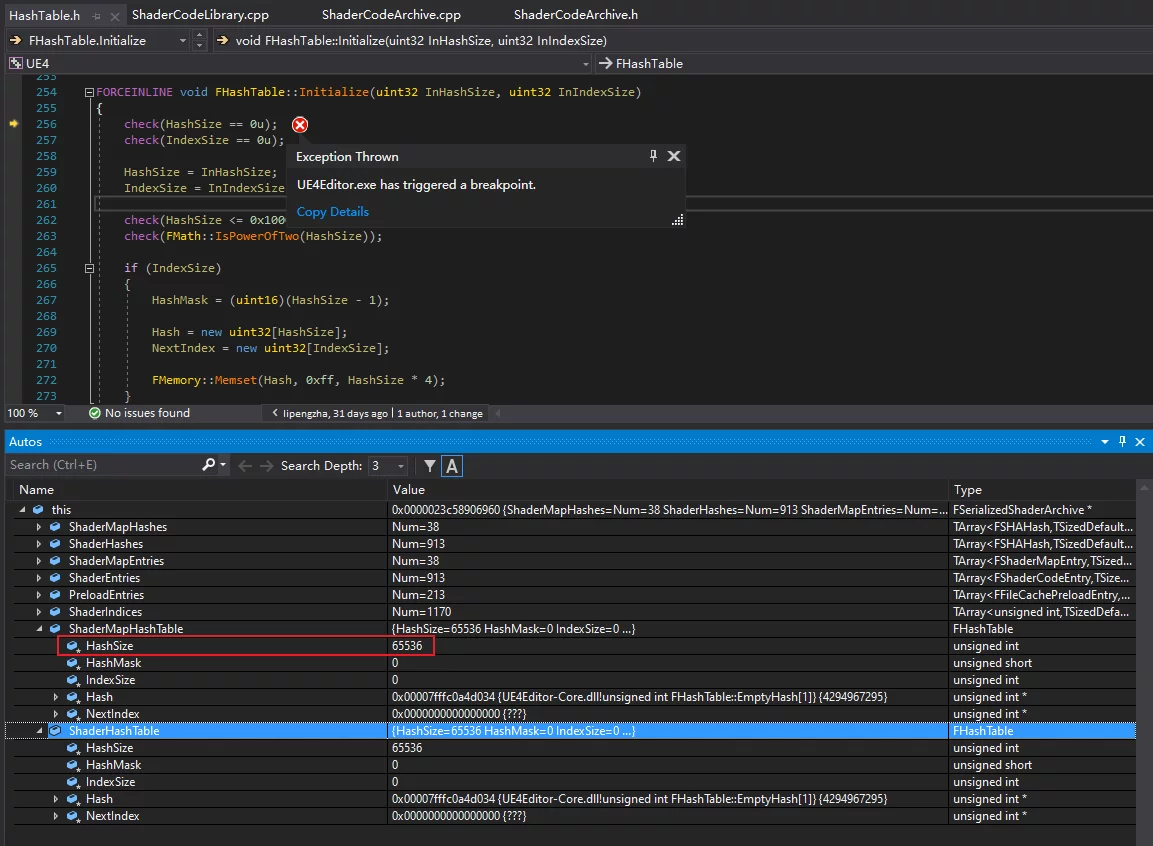 HashTable.h
ShaderCodeLibrary.cpp
ShaderCodeArchive.cpp
ShaderCodeArchive.h
FHashTable.Initialize
void FHashTable::Initialize(uint32 InHashSize, uint32 InIndexSize)
UE4
FHashTable
253
254 FORCEINLINE void FHashTable::Initialize(uint32 InHashSize, uint32 InIndexSize)
255 {
256 check(HashSize == 0u);
257 check(IndexSize == 0u);
258
259 HashSize = InHashSize;
260 IndexSize = InIndexSize
261
262 check(HashSize <= 0x100
263 check(FMath::IsPowerOfTwo(HashSize));
264
265 if (IndexSize)
266 {
267 HashMask = (uint16)(HashSize - 1);
268
269 Hash = new uint32[HashSize];
270 NextIndex = new uint32[IndexSize];
271
272 FMemory::Memset(Hash, 0xff, HashSize * 4);
273 }
Exception Thrown
UE4Editor.exe has triggered a breakpoint.
Copy Details
100 %
No issues found
lipengzha, 31 days ago | 1 author, 1 change
Autos
Search (Ctrl+E)
Search Depth: 3
A
Name Value Type
this 0x0000023c58906960 {ShaderMapHashes=Num=38 ShaderHashes=Num=913 ShaderMapEntries=Num=... FSerializedShaderArchive *
ShaderMapHashes Num=38 TArray<FSHAHash,TSizedDefault...
ShaderHashes Num=913 TArray<FSHAHash,TSizedDefault...
ShaderMapEntries Num=38 TArray<FShaderMapEntry,TSized...
ShaderEntries Num=913 TArray<FShaderCodeEntry,TSize...
PreloadEntries Num=213 TArray<FFileCachePreloadEntry,...
ShaderIndices Num=1170 TArray<unsigned int,TSizedDefa...
ShaderMapHashTable {HashSize=65536 HashMask=0 IndexSize=0 ...} FHashTable
HashSize 65536 unsigned int
HashMask 0 unsigned short
IndexSize 0 unsigned int
Hash 0x00007fffc0a4d034 {UE4Editor-Core.dll!unsigned int FHashTable::EmptyHash[1]} {4294967295} unsigned int *
NextIndex 0x0000000000000000 {???} unsigned int *
ShaderHashTable {HashSize=65536 HashMask=0 IndexSize=0 ...} FHashTable
HashSize 65536 unsigned int
HashMask 0 unsigned short
IndexSize 0 unsigned int
Hash 0x00007fffc0a4d034 {UE4Editor-Core.dll!unsigned int FHashTable::EmptyHash[1]} {4294967295} unsigned int *
NextIndex 0x0000000000000000 {???} unsigned int *